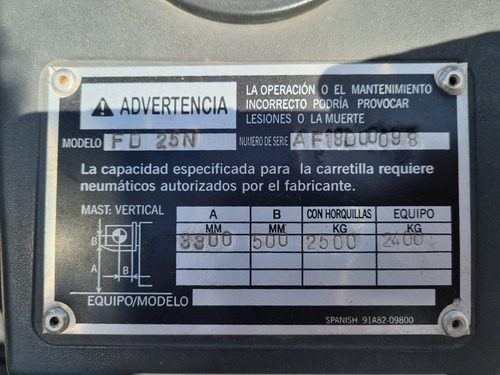 ADVERTENCIA
LA OPERACIÓN O EL MANTENIMIENTO
INCORRECTO PODRÍA PROVOCAR
LESIONES O LA MUERTE
MODELO FD 25N NUMERO DE SERIE AF18D00098
La capacidad especificada para la carretilla requiere
neumáticos autorizados por el fabricante.
MAST: VERTICAL
A B CON HORQUILLAS EQUIPO
MM MM KG KG
3300 500 2500 2400
B
A
B
EQUIPO/MODELO
SPANISH 91A82-09800